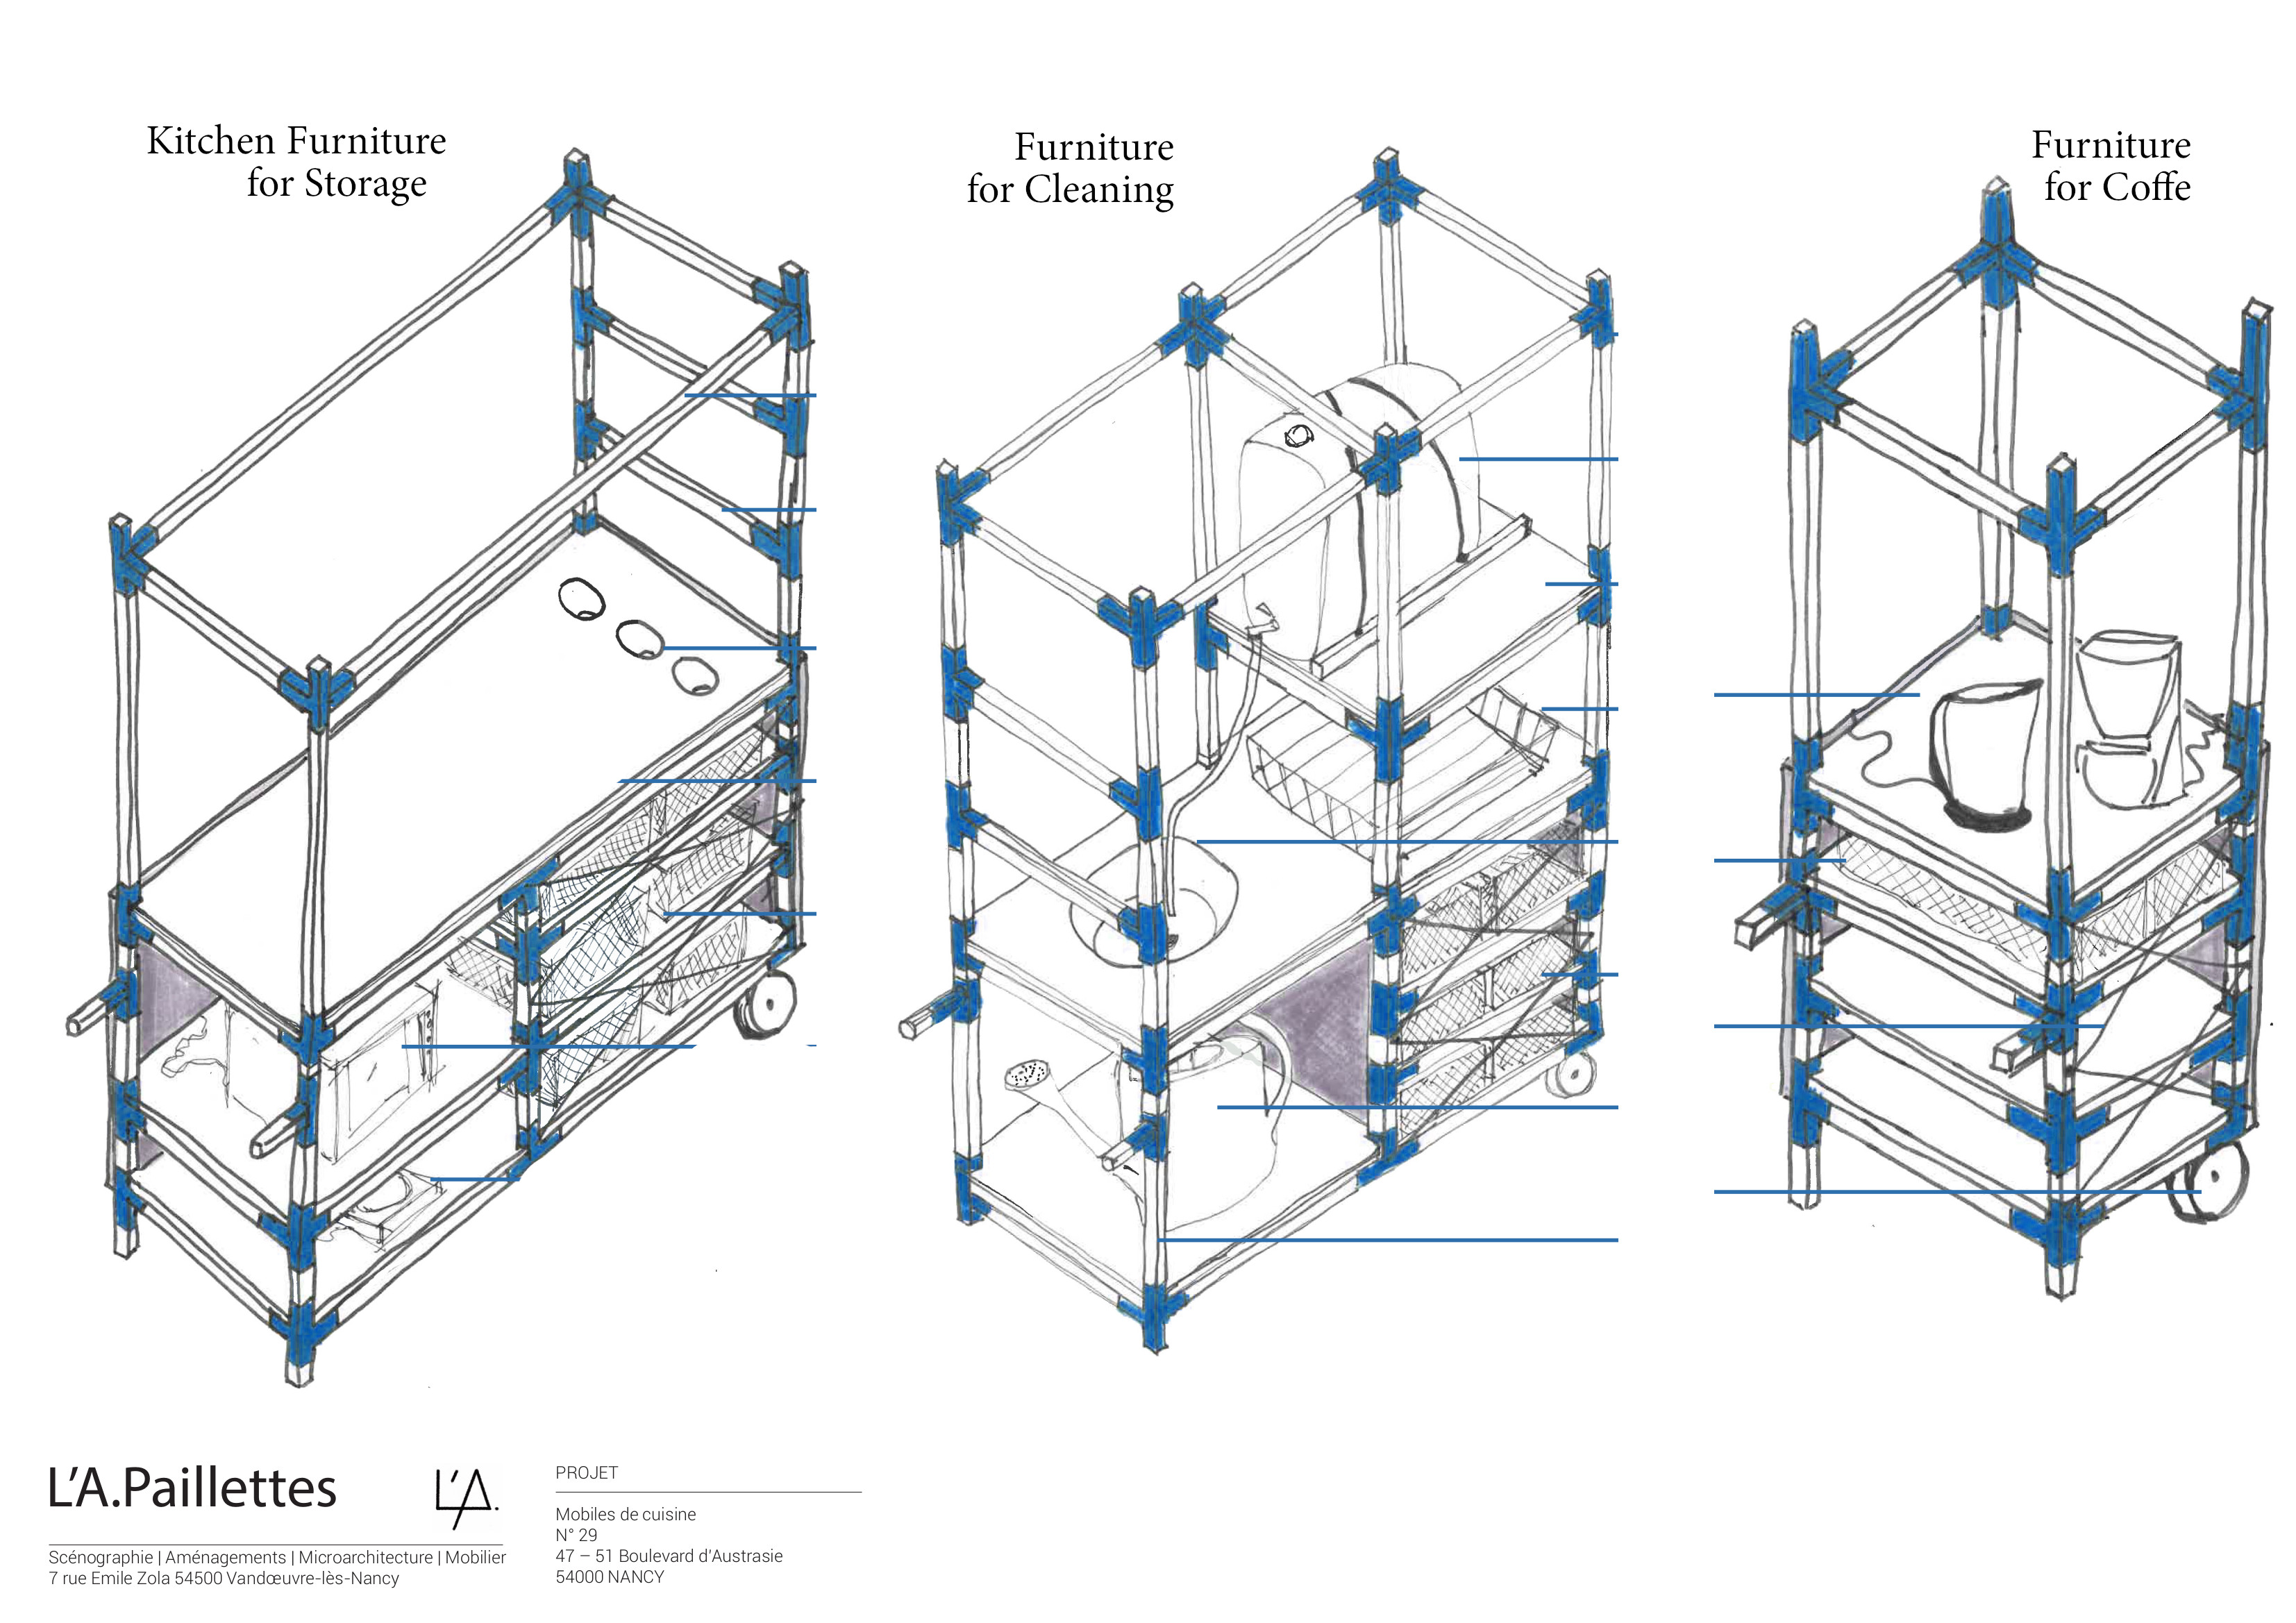 Kitchen Furniture
for Storage
Furniture
for Cleaning
Furniture
for Coffe
L'A.Paillettes
L'A.
Scénographie | Aménagements | Microarchitecture | Mobilier
7 rue Emile Zola 54500 Vandœuvre-lès-Nancy
PROJET
Mobiles de cuisine
N° 29
47 – 51 Boulevard d'Austrasie
54000 NANCY